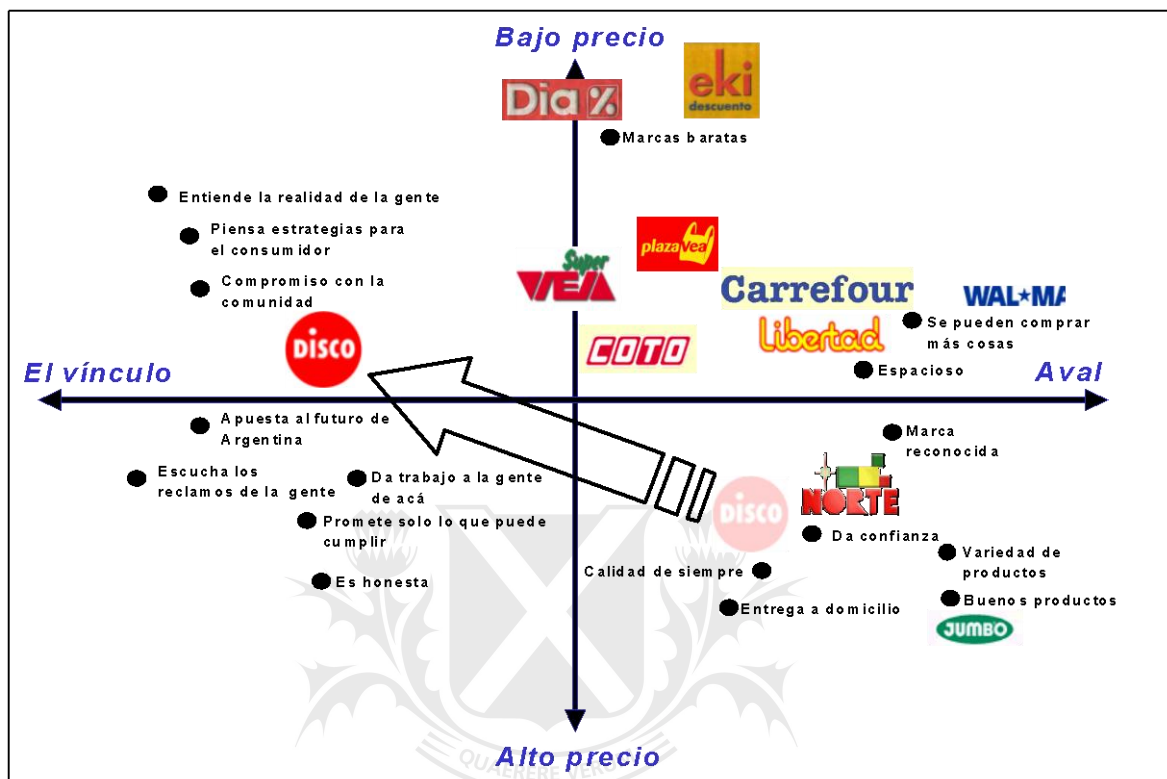 Bajo precio
Dia %
eki
descuento
Marcas baratas
Entiende la realidad de la gente
Piensa estrategias para
el consumidor
plaza vea
Compromiso con la
comunidad
Super
VEA
Carrefour
WAL★MA
Libertad
Se pueden comprar
más cosas
DISCO
COTO
Espacioso
El vínculo
Aval
Apuesta al futuro de
Argentina
Marca
reconocida
Escucha los
reclamos de la gente
Da trabajo a la gente
de acá
NORTE
DISCO
Promete solo lo que puede
cumplir
Da confianza
Variedad de
productos
Calidad de siempre
Es honesta
Entrega a domicilio
Buenos productos
JUMBO
Alto precio
QUAERERE VER